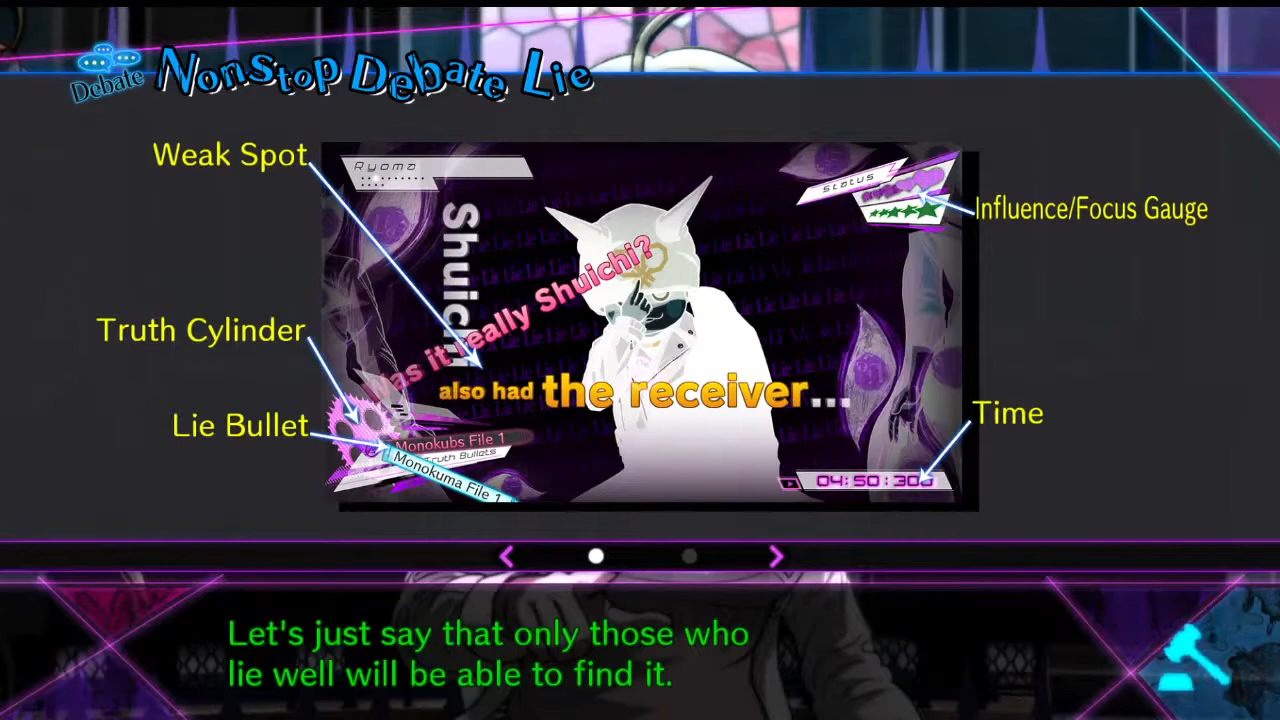 Debate
Nonstop Debate Lie
Weak Spot
Truth Cylinder
Lie Bullet
Influence/Focus Gauge
Time
Ryoma
status
Shuichi
Was it really Shuichi?
also had the receiver...
Monokubs File 1
Truth Bullets
Monokuma File 1
04:50:300
Let's just say that only those who
lie well will be able to find it.